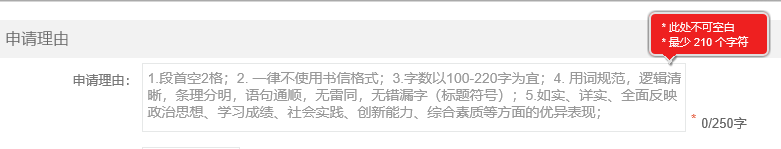 * 此处不可空白
* 最少 210 个字符
申请理由
申请理由：
1.段首空2格；2. 一律不使用书信格式；3.字数以100-220字为宜；4. 用词规范，逻辑清
晰，条理分明，语句通顺，无雷同，无错漏字（标题符号）；5.如实、详实、全面反映
政治思想、学习成绩、社会实践、创新能力、综合素质等方面的优异表现；
* 0/250字